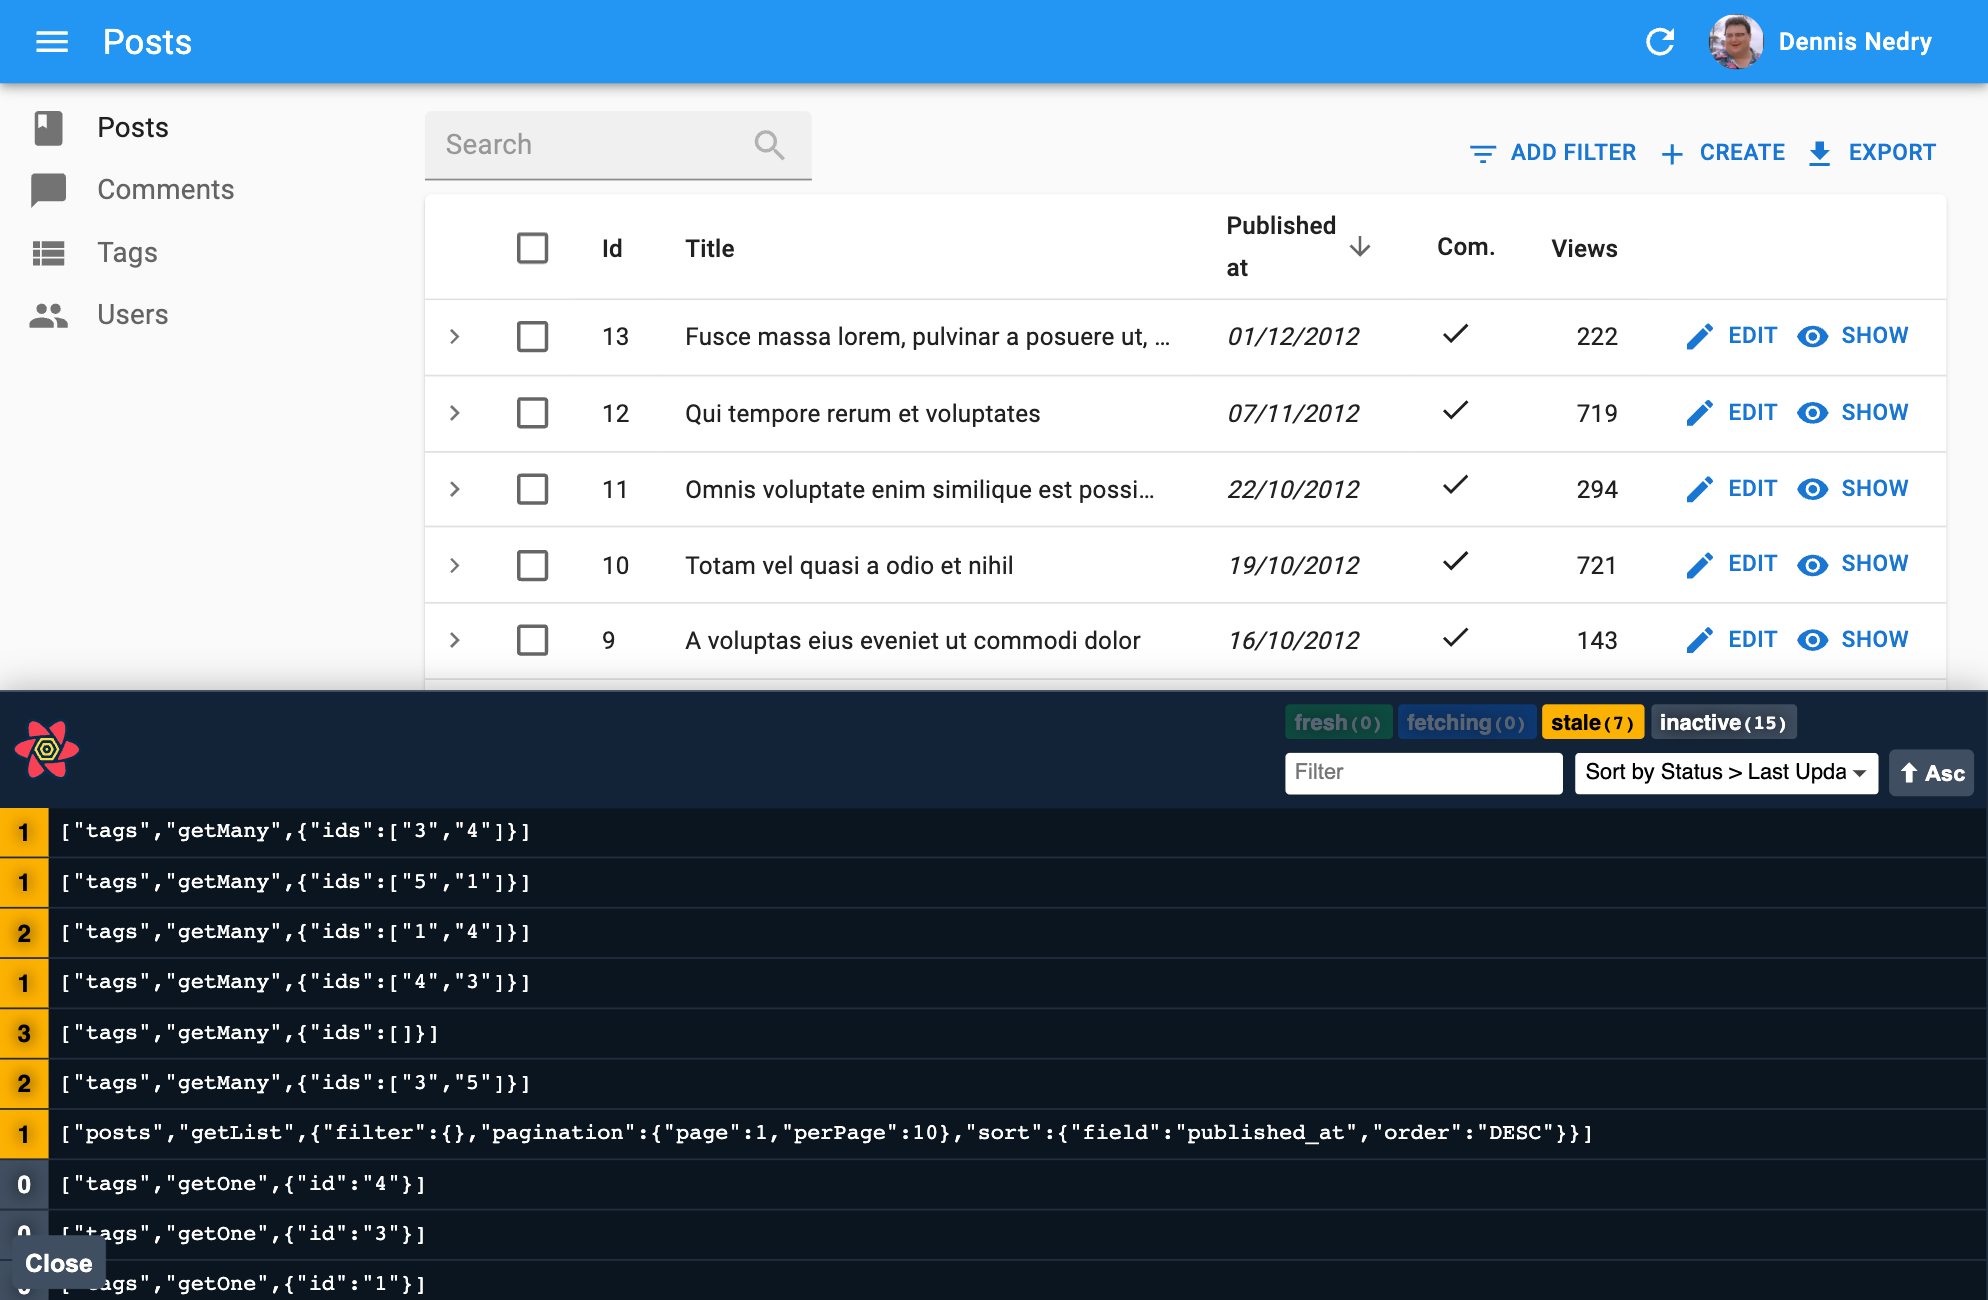 Posts
Dennis Nedry
Posts
Comments
Tags
Users
Search
ADD FILTER CREATE EXPORT
Id Title Published at Com. Views
13 Fusce massa lorem, pulvinar a posuere ut, ... 01/12/2012 222 EDIT SHOW
12 Qui tempore rerum et voluptates 07/11/2012 719 EDIT SHOW
11 Omnis voluptate enim similique est possi... 22/10/2012 294 EDIT SHOW
10 Totam vel quasi a odio et nihil 19/10/2012 721 EDIT SHOW
9 A voluptas eius eveniet ut commodi dolor 16/10/2012 143 EDIT SHOW
fresh(0) fetching(0) stale(7) inactive(15)
Filter Sort by Status > Last Upda Asc
1 ["tags","getMany",{"ids":["3","4"]}]
1 ["tags","getMany",{"ids":["5","1"]}]
2 ["tags","getMany",{"ids":["1","4"]}]
1 ["tags","getMany",{"ids":["4","3"]}]
3 ["tags","getMany",{"ids":[]}]
2 ["tags","getMany",{"ids":["3","5"]}]
1 ["posts","getList",{"filter":{},"pagination":{"page":1,"perPage":10},"sort":{"field":"published_at","order":"DESC"}}]
0 ["tags","getOne",{"id":"4"}]
0 ["tags","getOne",{"id":"3"}]
Close
["tags","getOne",{"id":"1"}]